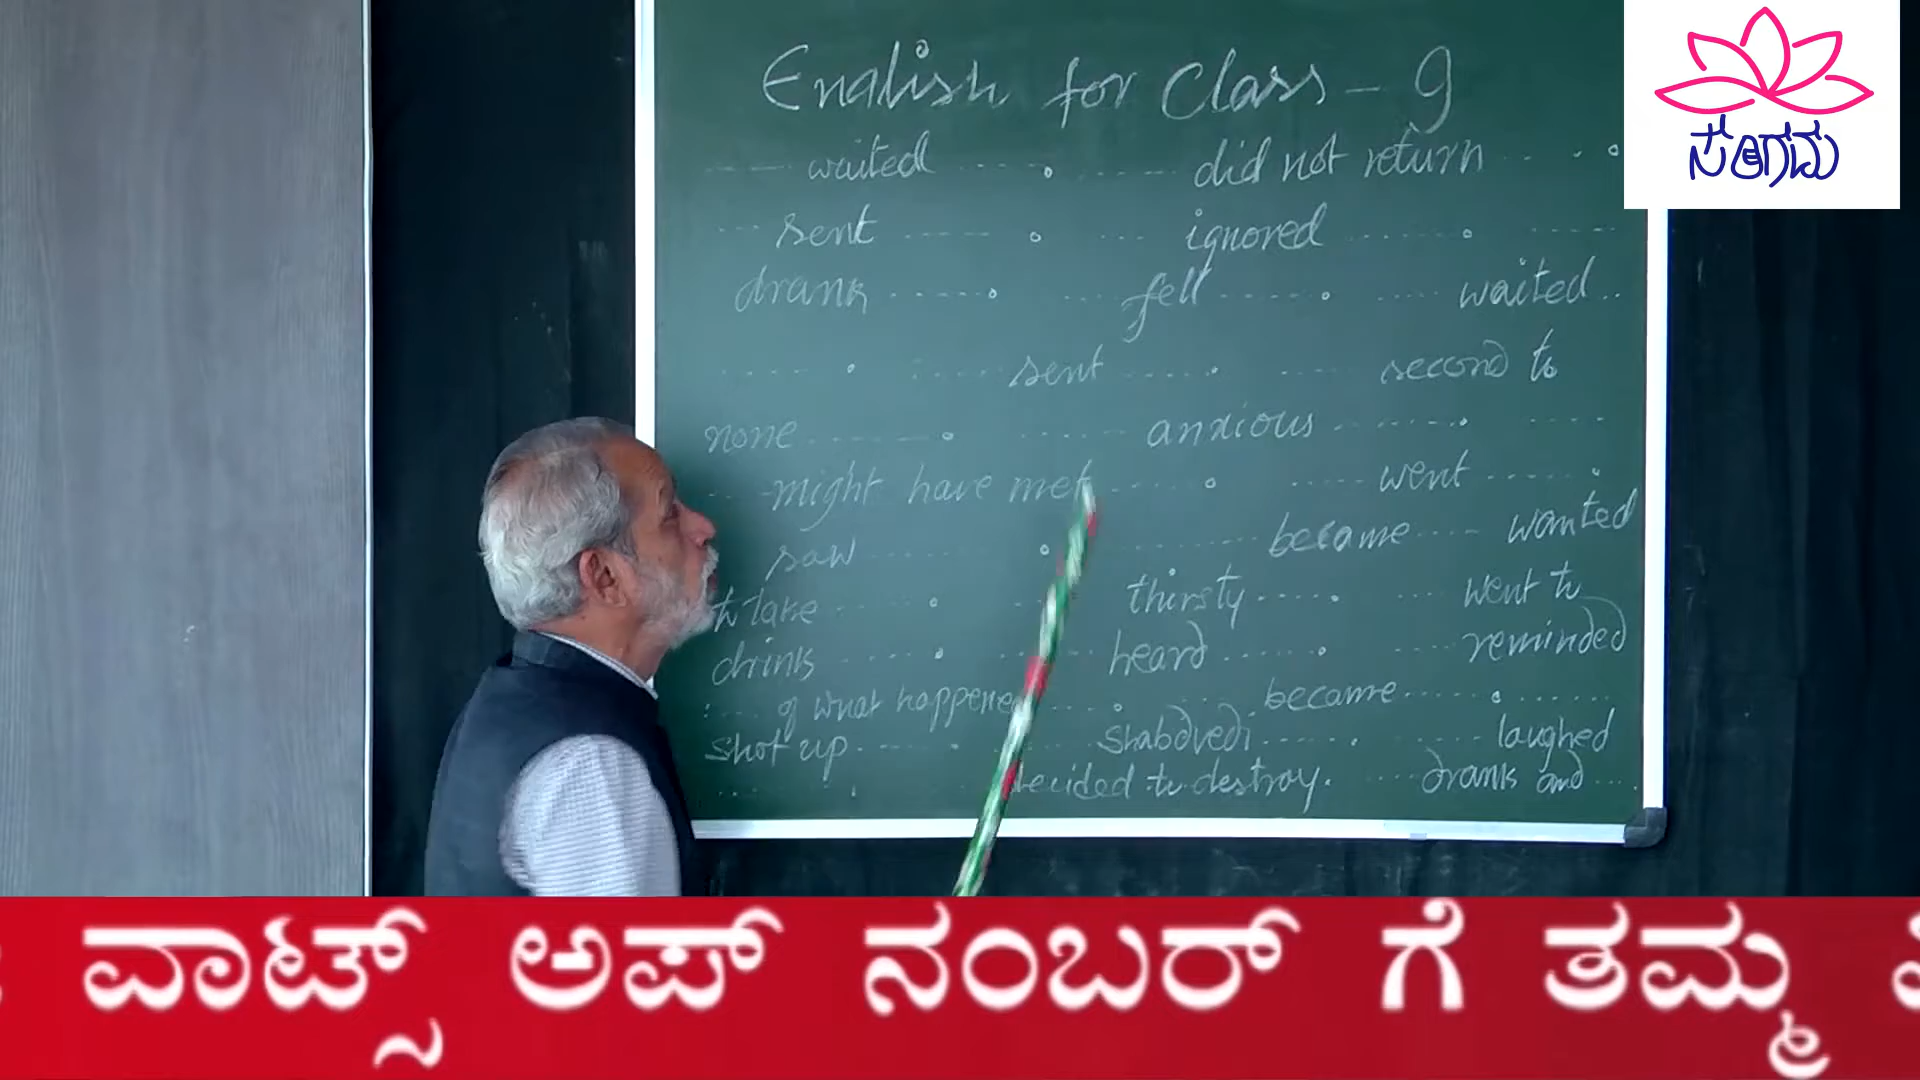 English for Class - 9
--- waited ---- . ---- did not return --- .
--- sent ---- . --- ignored ---- . ----
drank ----- . ---- fell ---- . ---- waited ..
----- . ---- sent ---- . ---- second to
none ------ . ----- anxious ----- . ----
--- might have met ---- . ---- went ---- .
saw ------ . ------ became ---- wanted
to take ---- . ---- thirsty ---- . --- went to
drink ---- . ---- heard ---- . ---- reminded
---- of what happened ---- . --- became ---- . ----
shot up ---- . ---- Shabdvedi ---- . --- laughed
---- . decided to destroy. ---- drank and ---
ವಾಟ್ಸ್ ಅಪ್ ನಂಬರ್ ಗೆ ತಮ್ಮ